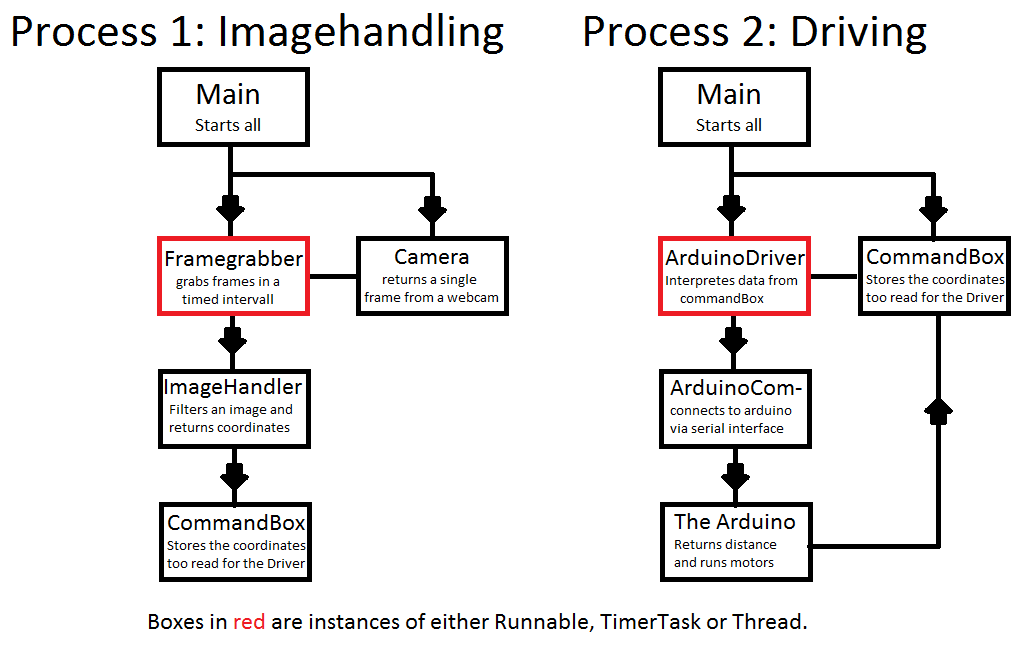 Process 1: Imagehandling
Main
Starts all
Framegrabber
grabs frames in a
timed intervall
Camera
returns a single
frame from a webcam
ImageHandler
Filters an image and
returns coordinates
CommandBox
Stores the coordinates
too read for the Driver
Process 2: Driving
Main
Starts all
ArduinoDriver
Interpretes data from
commandBox
CommandBox
Stores the coordinates
too read for the Driver
ArduinoCom-
connects to arduino
via serial interface
The Arduino
Returns distance
and runs motors
Boxes in red are instances of either Runnable, TimerTask or Thread.